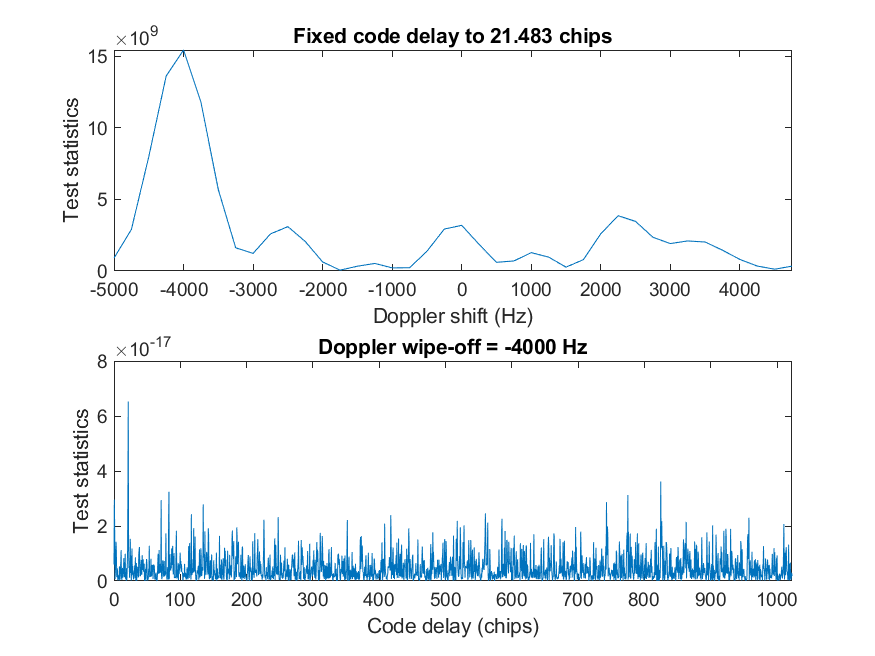 Fixed code delay to 21.483 chips
×10^9
15
10
5
0
Test statistics
-5000 -4000 -3000 -2000 -1000 0 1000 2000 3000 4000
Doppler shift (Hz)
Doppler wipe-off = -4000 Hz
×10^-17
8
6
4
2
0
Test statistics
0 100 200 300 400 500 600 700 800 900 1000
Code delay (chips)